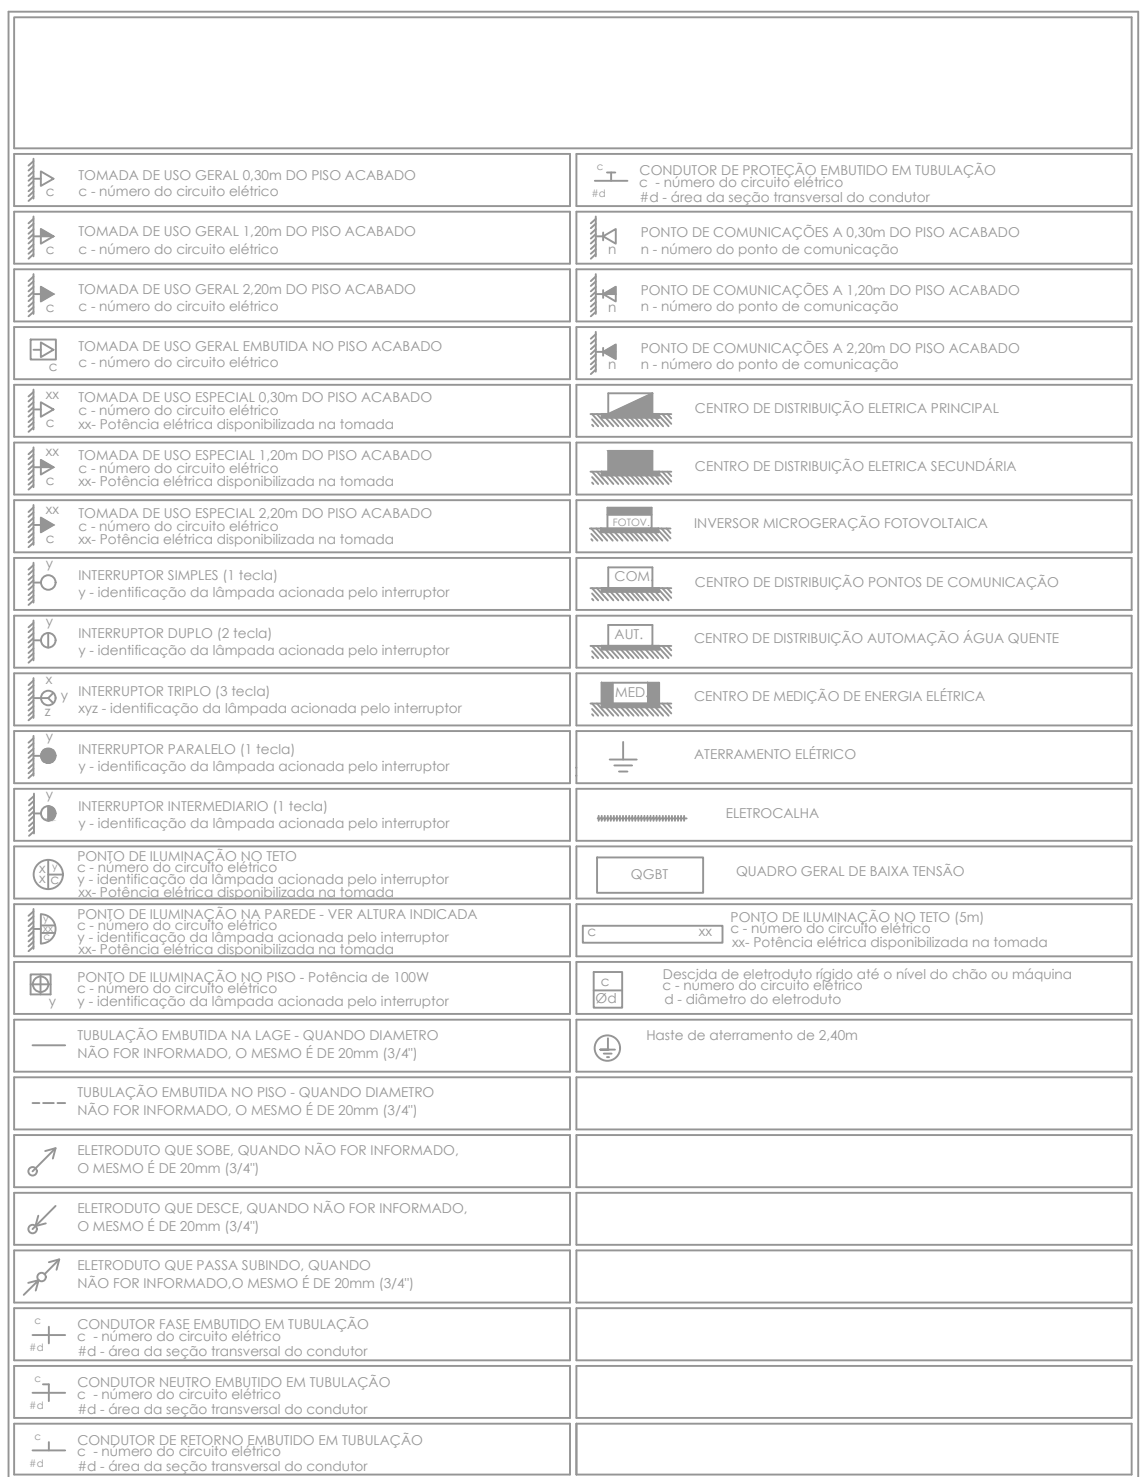 TOMADA DE USO GERAL 0,30m DO PISO ACABADO
c
c - número do circuito elétrico
TOMADA DE USO GERAL 1,20m DO PISO ACABADO
c
c - número do circuito elétrico
TOMADA DE USO GERAL 2,20m DO PISO ACABADO
c
c - número do circuito elétrico
TOMADA DE USO GERAL EMBUTIDA NO PISO ACABADO
c
c - número do circuito elétrico
xx
TOMADA DE USO ESPECIAL 0,30m DO PISO ACABADO
c - número do circuito elétrico
c
xx- Potência elétrica disponibilizada na tomada
xx
TOMADA DE USO ESPECIAL 1,20m DO PISO ACABADO
c - número do circuito elétrico
c
xx- Potência elétrica disponibilizada na tomada
xx
TOMADA DE USO ESPECIAL 2,20m DO PISO ACABADO
c - número do circuito elétrico
c
xx- Potência elétrica disponibilizada na tomada
y
INTERRUPTOR SIMPLES (1 tecla)
y - identificação da lâmpada acionada pelo interruptor
y
INTERRUPTOR DUPLO (2 tecla)
y - identificação da lâmpada acionada pelo interruptor
x
y
z
INTERRUPTOR TRIPLO (3 tecla)
xyz - identificação da lâmpada acionada pelo interruptor
y
INTERRUPTOR PARALELO (1 tecla)
y - identificação da lâmpada acionada pelo interruptor
y
INTERRUPTOR INTERMEDIARIO (1 tecla)
y - identificação da lâmpada acionada pelo interruptor
x y
x c
PONTO DE ILUMINAÇÃO NO TETO
c - número do circuito elétrico
y - identificação da lâmpada acionada pelo interruptor
xx- Potência elétrica disponibilizada na tomada
y
xx
c
PONTO DE ILUMINAÇÃO NA PAREDE - VER ALTURA INDICADA
c - número do circuito elétrico
y - identificação da lâmpada acionada pelo interruptor
xx- Potência elétrica disponibilizada na tomada
y
PONTO DE ILUMINAÇÃO NO PISO - Potência de 100W
c - número do circuito elétrico
y - identificação da lâmpada acionada pelo interruptor
TUBULAÇÃO EMBUTIDA NA LAGE - QUANDO DIAMETRO
NÃO FOR INFORMADO, O MESMO É DE 20mm (3/4")
TUBULAÇÃO EMBUTIDA NO PISO - QUANDO DIAMETRO
NÃO FOR INFORMADO, O MESMO É DE 20mm (3/4")
ELETRODUTO QUE SOBE, QUANDO NÃO FOR INFORMADO,
O MESMO É DE 20mm (3/4")
ELETRODUTO QUE DESCE, QUANDO NÃO FOR INFORMADO,
O MESMO É DE 20mm (3/4")
ELETRODUTO QUE PASSA SUBINDO, QUANDO
NÃO FOR INFORMADO,O MESMO É DE 20mm (3/4")
c
#d
CONDUTOR FASE EMBUTIDO EM TUBULAÇÃO
c - número do circuito elétrico
#d - área da seção transversal do condutor
c
#d
CONDUTOR NEUTRO EMBUTIDO EM TUBULAÇÃO
c - número do circuito elétrico
#d - área da seção transversal do condutor
c
#d
CONDUTOR DE RETORNO EMBUTIDO EM TUBULAÇÃO
c - número do circuito elétrico
#d - área da seção transversal do condutor
c
#d
CONDUTOR DE PROTEÇÃO EMBUTIDO EM TUBULAÇÃO
c - número do circuito elétrico
#d - área da seção transversal do condutor
n
PONTO DE COMUNICAÇÕES A 0,30m DO PISO ACABADO
n - número do ponto de comunicação
n
PONTO DE COMUNICAÇÕES A 1,20m DO PISO ACABADO
n - número do ponto de comunicação
n
PONTO DE COMUNICAÇÕES A 2,20m DO PISO ACABADO
n - número do ponto de comunicação
CENTRO DE DISTRIBUIÇÃO ELETRICA PRINCIPAL
CENTRO DE DISTRIBUIÇÃO ELETRICA SECUNDÁRIA
FOTOV.
INVERSOR MICROGERAÇÃO FOTOVOLTAICA
COM
CENTRO DE DISTRIBUIÇÃO PONTOS DE COMUNICAÇÃO
AUT.
CENTRO DE DISTRIBUIÇÃO AUTOMAÇÃO ÁGUA QUENTE
MED.
CENTRO DE MEDIÇÃO DE ENERGIA ELÉTRICA
ATERRAMENTO ELÉTRICO
ELETROCALHA
QGBT
QUADRO GERAL DE BAIXA TENSÃO
c xx
PONTO DE ILUMINAÇÃO NO TETO (5m)
c - número do circuito elétrico
xx- Potência elétrica disponibilizada na tomada
c
Ød
Descida de eletroduto rígido até o nível do chão ou máquina
c - número do circuito elétrico
d - diâmetro do eletroduto
Haste de aterramento de 2,40m